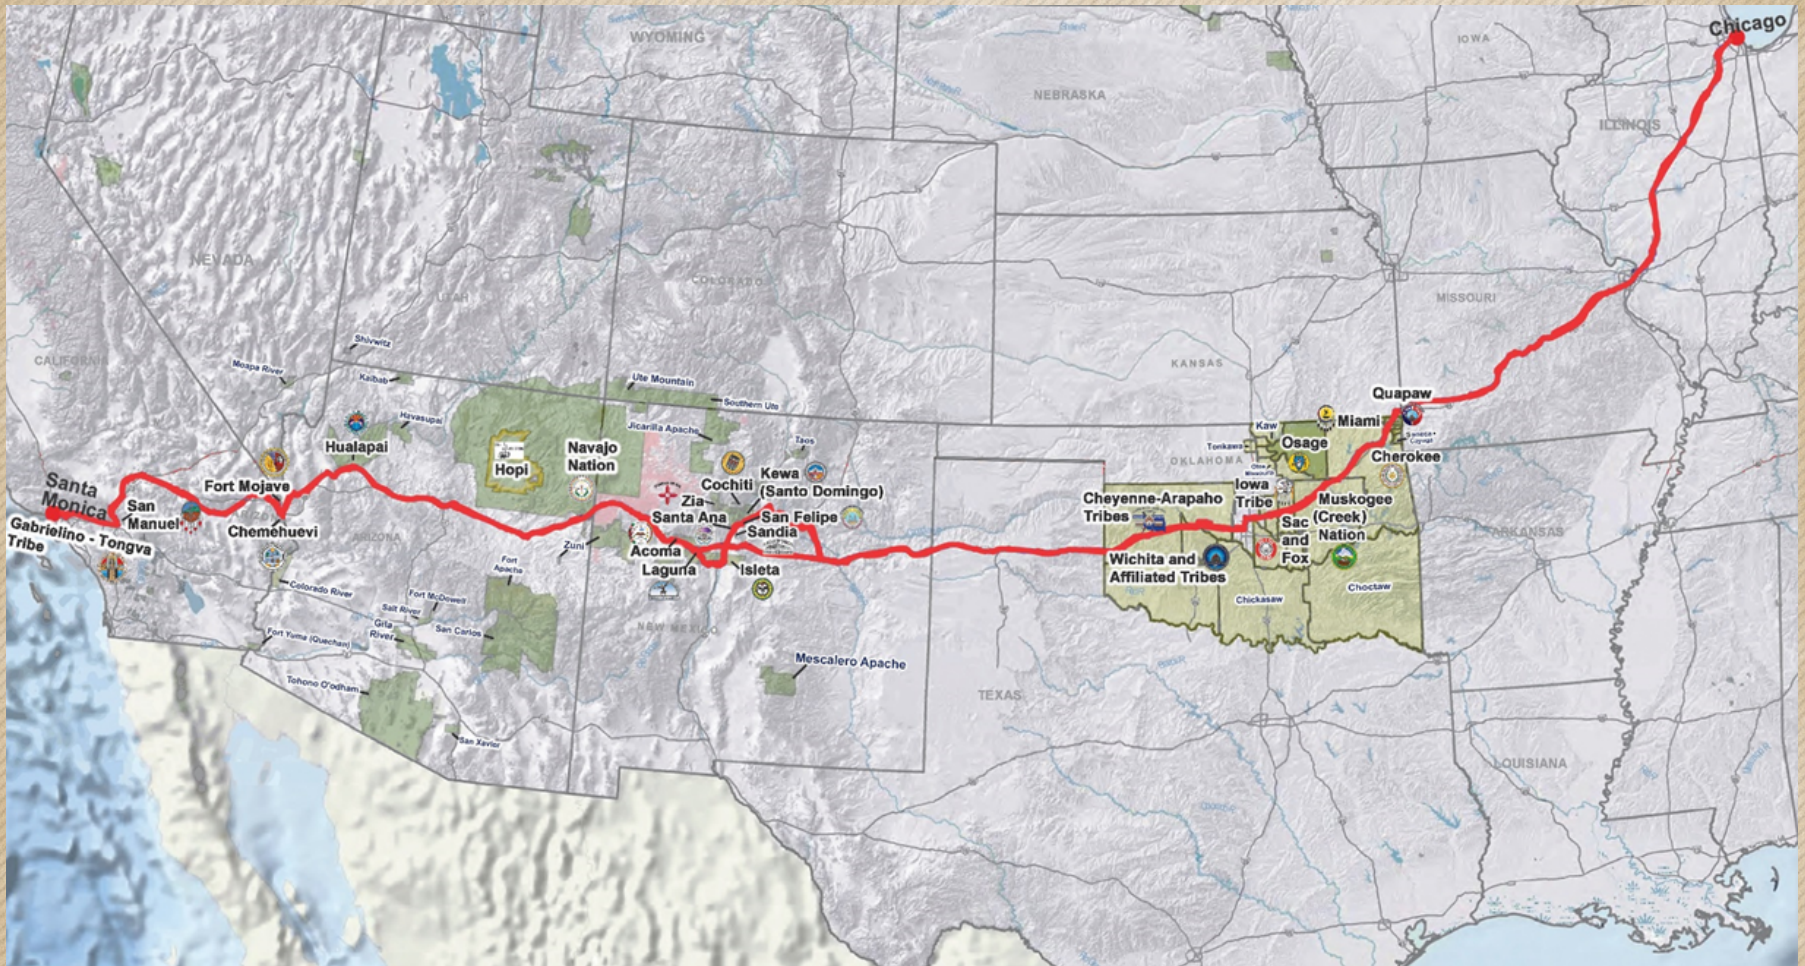 Chicago
WYOMING
IOWA
NEBRASKA
ILLINOIS
NEVADA
UTAH
COLORADO
MISSOURI
CALIFORNIA
KANSAS
Shivwitz
Moapa River
Kaibab
Havasupai
Ute Mountain
Southern Ute
Jicarilla Apache
Taos
Quapaw
Miami
Kaw
Osage
Tonkawa
OKLAHOMA
Cherokee
Hualapai
Hopi
Navajo
Nation
Kewa
(Santo Domingo)
Cochiti
Zia
Santa Ana
San Felipe
Sandia
Acoma
Laguna
Isleta
Zuni
Iowa
Tribe
Cheyenne-Arapaho
Tribes
Muskogee
(Creek)
Nation
Sac
and
Fox
Wichita and
Affiliated Tribes
ARKANSAS
Chickasaw
Choctaw
Santa
Monica
San
Manuel
Gabrielino - Tongva
Tribe
Fort Mojave
Chemehuevi
ARIZONA
Colorado River
Fort
Apache
Fort McDowell
Salt River
Gila
River
San Carlos
Fort Yuma (Quechan)
Tohono O'odham
San Xavier
NEW MEXICO
Mescalero Apache
TEXAS
LOUISIANA